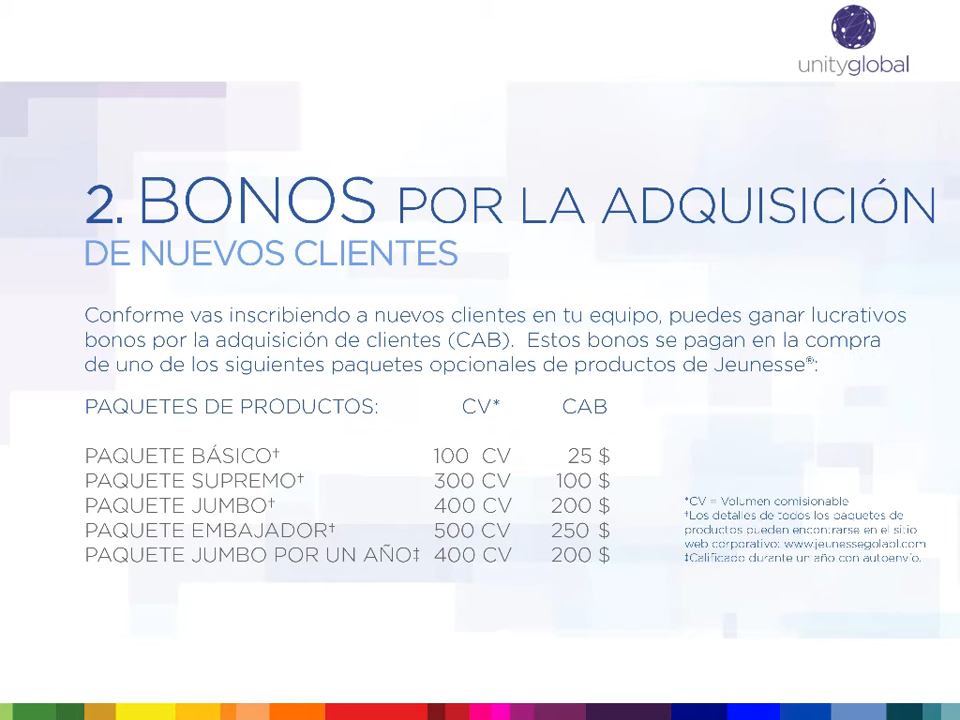 unityglobal
2. BONOS POR LA ADQUISICIÓN
DE NUEVOS CLIENTES
Conforme vas inscribiendo a nuevos clientes en tu equipo, puedes ganar lucrativos
bonos por la adquisición de clientes (CAB). Estos bonos se pagan en la compra
de uno de los siguientes paquetes opcionales de productos de Jeunesse®:
PAQUETES DE PRODUCTOS: CV* CAB
PAQUETE BÁSICO† 100 CV 25 $
PAQUETE SUPREMO† 300 CV 100 $
PAQUETE JUMBO† 400 CV 200 $
PAQUETE EMBAJADOR† 500 CV 250 $
PAQUETE JUMBO POR UN AÑO‡ 400 CV 200 $
*CV = Volumen comisionable
†Los detalles de todos los paquetes de
productos pueden encontrarse en el sitio
web corporativo: www.jeunessegolabl.com
‡Calificado durante un año con autoenvío.